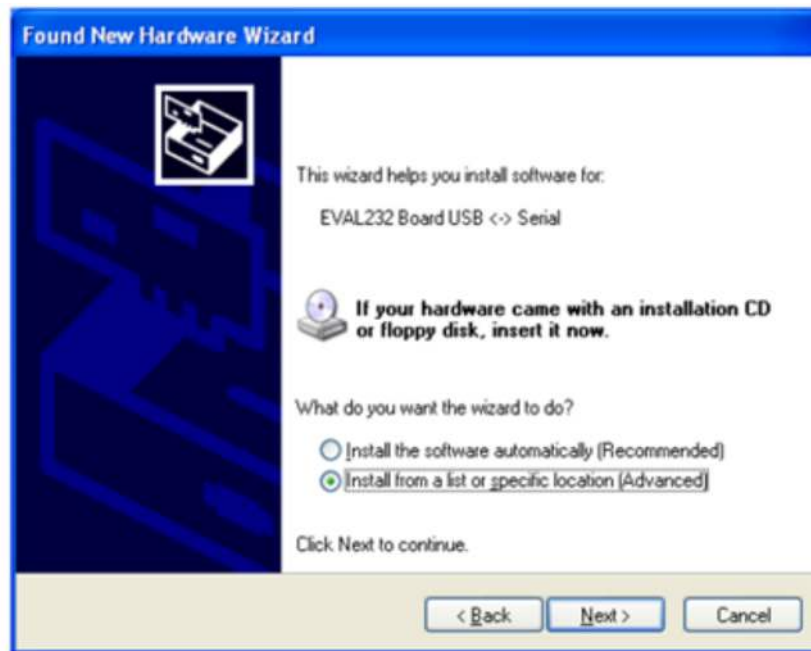 Found New Hardware Wizard
This wizard helps you install software for:
EVAL232 Board USB <-> Serial
If your hardware came with an installation CD
or floppy disk, insert it now.
What do you want the wizard to do?
Install the software automatically (Recommended)
Install from a list or specific location (Advanced)
Click Next to continue.
< Back Next > Cancel